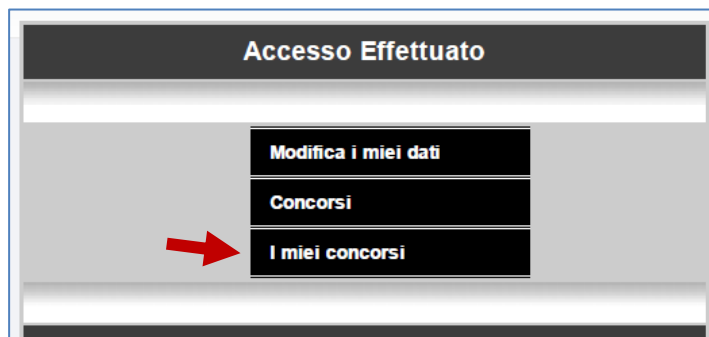 Accesso Effettuato
Modifica i miei dati
Concorsi
I miei concorsi